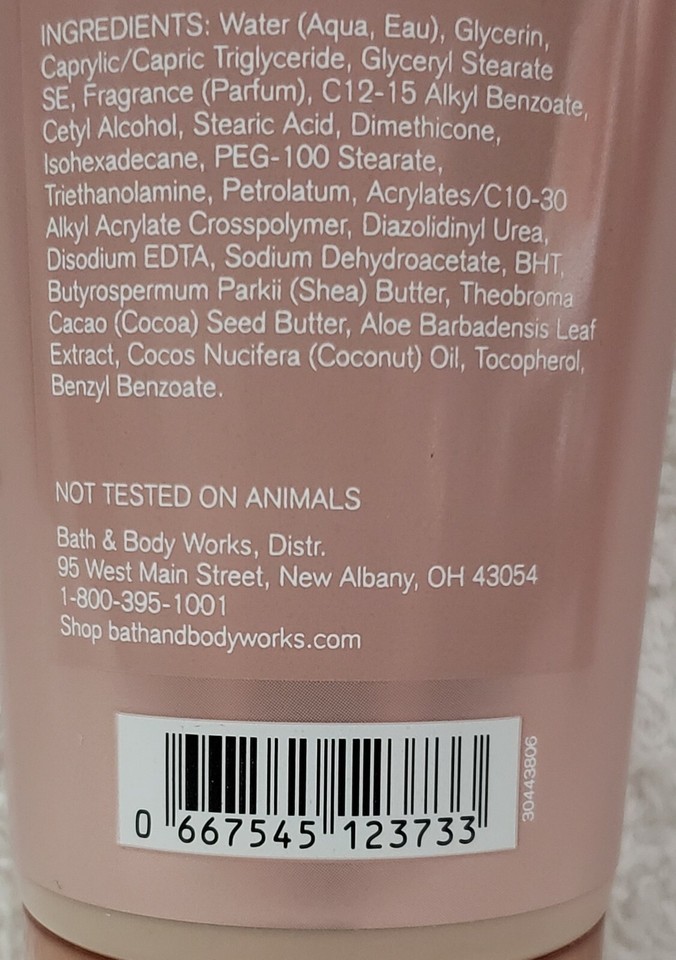 INGREDIENTS: Water (Aqua, Eau), Glycerin,
Caprylic/Capric Triglyceride, Glyceryl Stearate
SE, Fragrance (Parfum), C12-15 Alkyl Benzoate,
Cetyl Alcohol, Stearic Acid, Dimethicone,
Isohexadecane, PEG-100 Stearate,
Triethanolamine, Petrolatum, Acrylates/C10-30
Alkyl Acrylate Crosspolymer, Diazolidinyl Urea,
Disodium EDTA, Sodium Dehydroacetate, BHT,
Butyrospermum Parkii (Shea) Butter, Theobroma
Cacao (Cocoa) Seed Butter, Aloe Barbadensis Leaf
Extract, Cocos Nucifera (Coconut) Oil, Tocopherol,
Benzyl Benzoate.
NOT TESTED ON ANIMALS
Bath & Body Works, Distr.
95 West Main Street, New Albany, OH 43054
1-800-395-1001
Shop bathandbodyworks.com
0 667545 123733
30443806